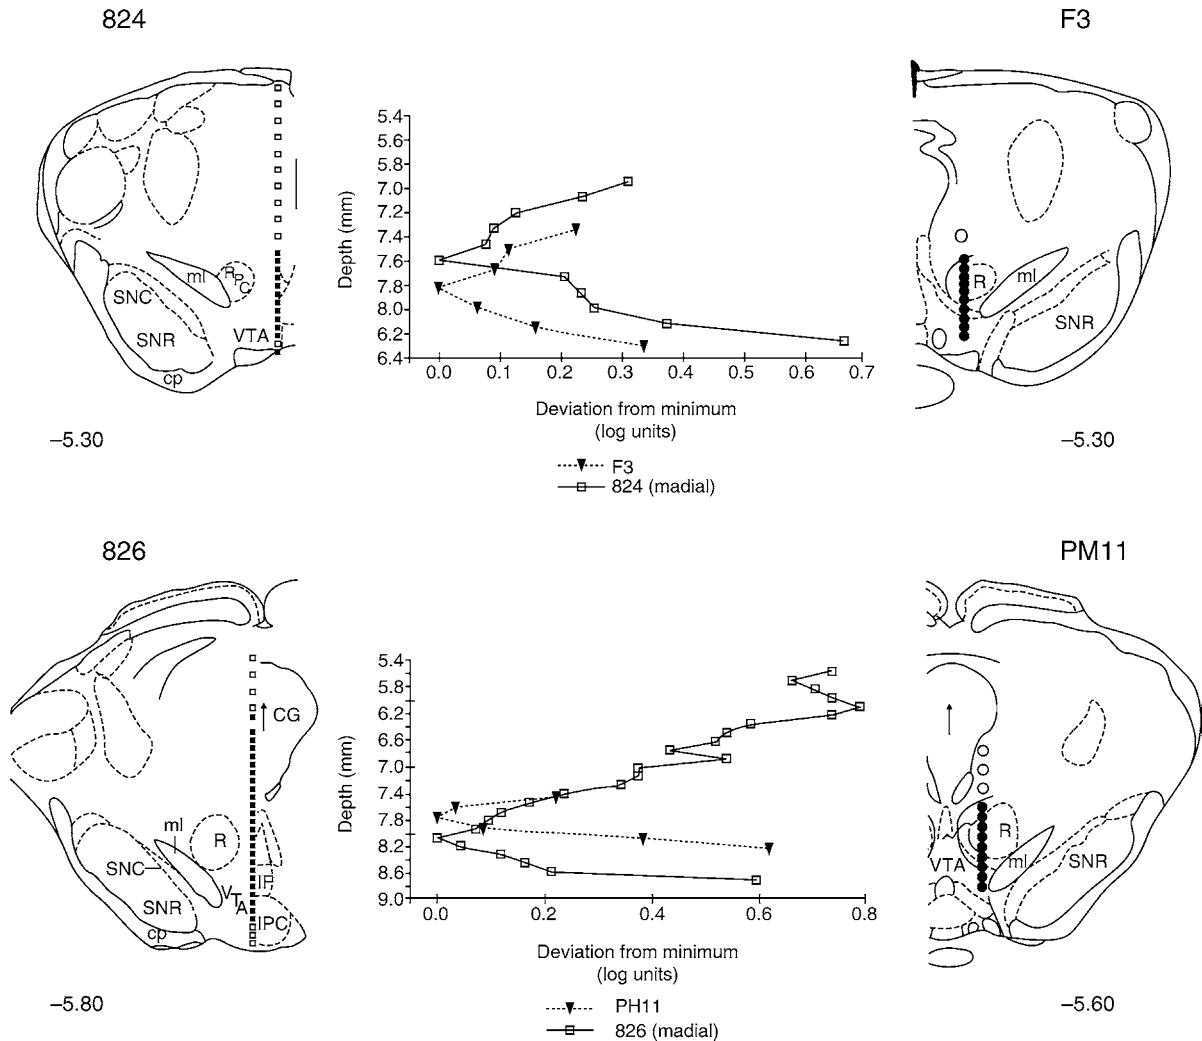 824
F3
R
P
C
ml
SNC
SNR
VTA
cp
–5.30
5.4
5.6
5.8
7.0
7.2
7.4
7.6
7.8
8.0
6.2
6.4
Depth (mm)
0.0 0.1 0.2 0.3 0.4 0.5 0.6 0.7
Deviation from minimum
(log units)
F3
824 (madial)
R
ml
SNR
–5.30
826
PM11
CG
ml
R
SNC
SNR
VTA
IF
IPC
cp
–5.80
5.4
5.8
6.2
6.6
7.0
7.4
7.8
8.2
8.6
9.0
Depth (mm)
0.0 0.2 0.4 0.6 0.8
Deviation from minimum
(log units)
PH11
826 (madial)
R
VTA
ml
SNR
–5.60